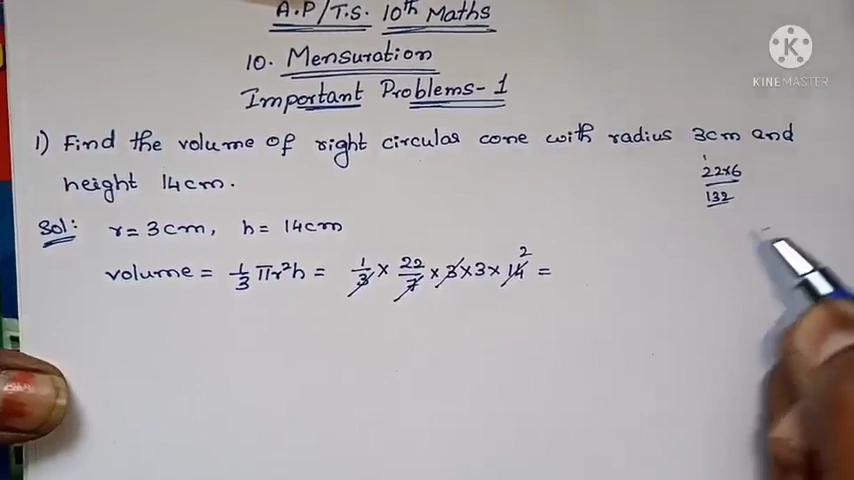 A.P/T.S. 10th Maths
10. Mensuration
Important Problems-1
1) Find the volume of right circular cone with radius 3cm and
height 14cm.
Sol: r = 3cm, h = 14cm
volume = 1/3 πr²h = 1/3 × 22/7 × 3 × 3 × 14 2 =
1
22×6
132
K
KINEMASTER